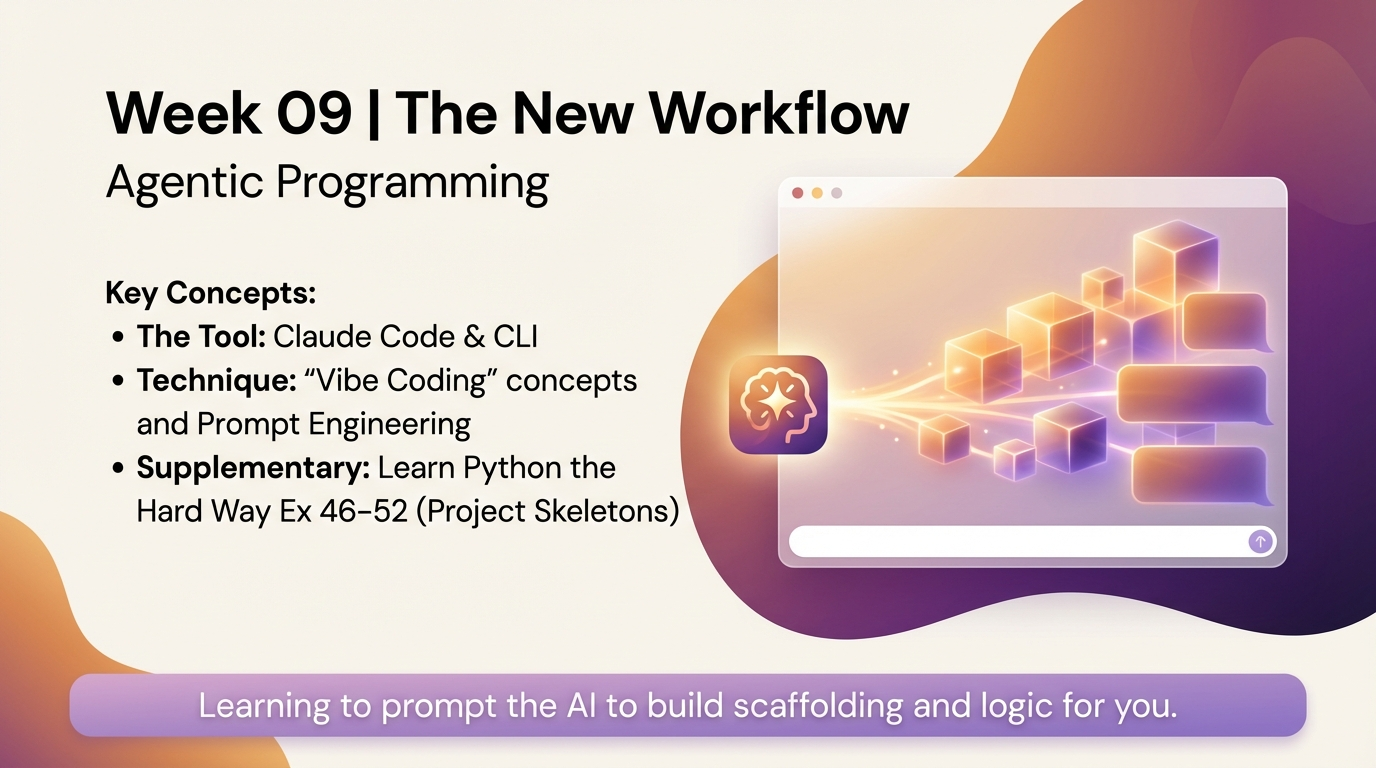 Week 09 | The New Workflow
Agentic Programming
Key Concepts:
• The Tool: Claude Code & CLI
• Technique: “Vibe Coding” concepts
and Prompt Engineering
• Supplementary: Learn Python the
Hard Way Ex 46–52 (Project Skeletons)
Learning to prompt the AI to build scaffolding and logic for you.